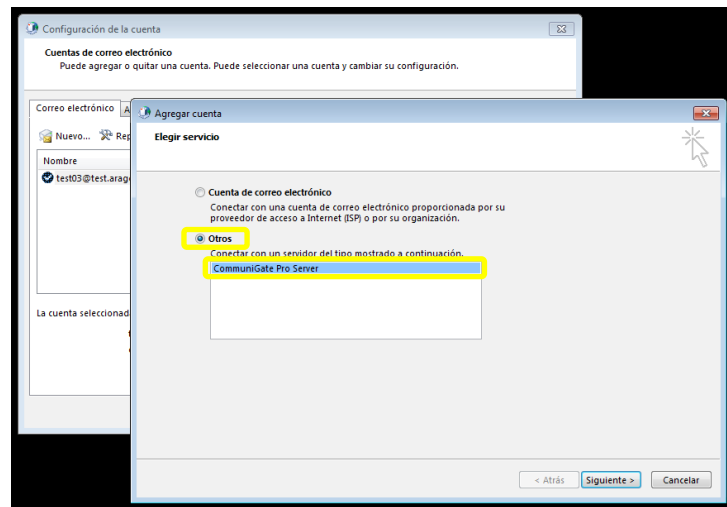 Configuración de la cuenta
Cuentas de correo electrónico
Puede agregar o quitar una cuenta. Puede seleccionar una cuenta y cambiar su configuración.
Correo electrónico
Agregar cuenta
Nuevo...
Elegir servicio
Nombre
Cuenta de correo electrónico
Conectar con una cuenta de correo electrónico proporcionada por su
proveedor de acceso a Internet (ISP) o por su organización.
Otros
Conectar con un servidor del tipo mostrado a continuación.
CommuniGate Pro Server
La cuenta
< Atrás
Siguiente >
Cancelar